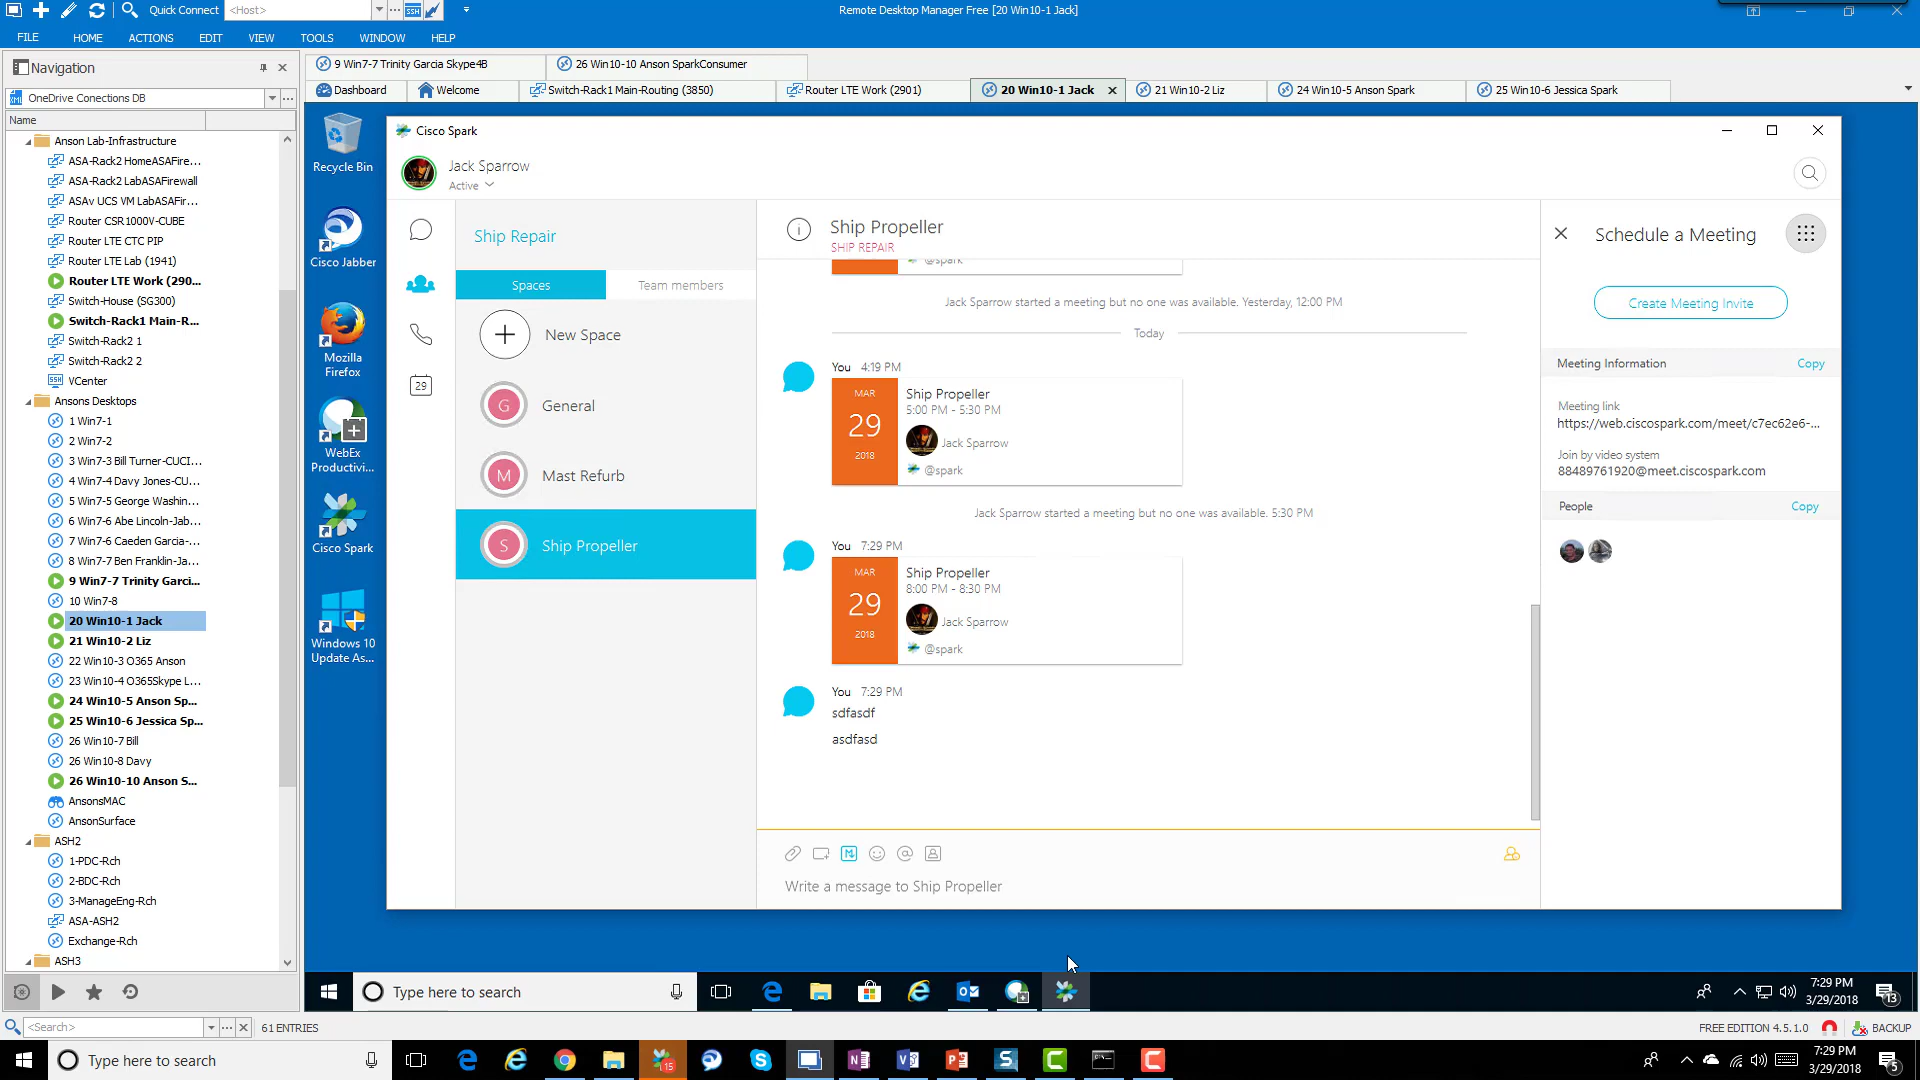 Quick Connect
<Host>
SSH
Remote Desktop Manager Free [20 Win10-1 Jack]
FILE
HOME
ACTIONS
EDIT
VIEW
TOOLS
WINDOW
HELP
Navigation
9 Win7-7 Trinity Garcia Skype4B
26 Win10-10 Anson SparkConsumer
OneDrive Conections DB
Dashboard
Welcome
Switch-Rack1 Main-Routing (3850)
Router LTE Work (2901)
20 Win10-1 Jack
21 Win10-2 Liz
24 Win10-5 Anson Spark
25 Win10-6 Jessica Spark
Name
Anson Lab-Infrastructure
ASA-Rack2 HomeASAFire...
ASA-Rack2 LabASAFirewall
ASAv UCS VM LabASAFir...
Router CSR1000V-CUBE
Router LTE CTC PIP
Router LTE Lab (1941)
Router LTE Work (290...
Switch-House (SG300)
Switch-Rack1 Main-R...
Switch-Rack2 1
Switch-Rack2 2
VCenter
Ansons Desktops
1 Win7-1
2 Win7-2
3 Win7-3 Bill Turner-CUCI...
4 Win7-4 Davy Jones-CU...
5 Win7-5 George Washin...
6 Win7-6 Abe Lincoln-Jab...
7 Win7-6 Caeden Garcia-...
8 Win7-7 Ben Franklin-Ja...
9 Win7-7 Trinity Garci...
10 Win7-8
20 Win10-1 Jack
21 Win10-2 Liz
22 Win10-3 O365 Anson
23 Win10-4 O365Skype L...
24 Win10-5 Anson Sp...
25 Win10-6 Jessica Sp...
26 Win10-7 Bill
26 Win10-8 Davy
26 Win10-10 Anson S...
AnsonsMAC
AnsonSurface
ASH2
1-PDC-Rch
2-BDC-Rch
3-ManageEng-Rch
ASA-ASH2
Exchange-Rch
ASH3
<Search>
61 ENTRIES
Recycle Bin
Cisco Jabber
Mozilla
Firefox
WebEx
Productivi...
Cisco Spark
Windows 10
Update As...
Cisco Spark
Jack Sparrow
Active
29
Ship Repair
Spaces
Team members
New Space
G
General
M
Mast Refurb
S
Ship Propeller
Ship Propeller
SHIP REPAIR
@spark
Jack Sparrow started a meeting but no one was available. Yesterday, 12:00 PM
Today
You 4:19 PM
MAR
29
2018
Ship Propeller
5:00 PM - 5:30 PM
Jack Sparrow
@spark
Jack Sparrow started a meeting but no one was available. 5:30 PM
You 7:29 PM
MAR
29
2018
Ship Propeller
8:00 PM - 8:30 PM
Jack Sparrow
@spark
You 7:29 PM
sdfasdf
asdfasd
Write a message to Ship Propeller
Schedule a Meeting
Create Meeting Invite
Meeting Information
Copy
Meeting link
https://web.ciscospark.com/meet/c7ec62e6-...
Join by video system
88489761920@meet.ciscospark.com
People
Copy
Type here to search
7:29 PM
3/29/2018
13
FREE EDITION 4.5.1.0
BACKUP
Type here to search
15
7:29 PM
3/29/2018
5